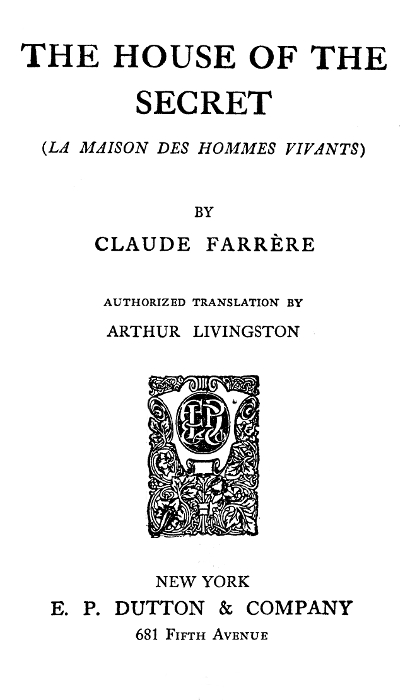 THE HOUSE OF THE
SECRET
(LA MAISON DES HOMMES VIVANTS)
BY
CLAUDE FARRÈRE
AUTHORIZED TRANSLATION BY
ARTHUR LIVINGSTON
NEW YORK
E. P. DUTTON & COMPANY
681 FIFTH AVENUE